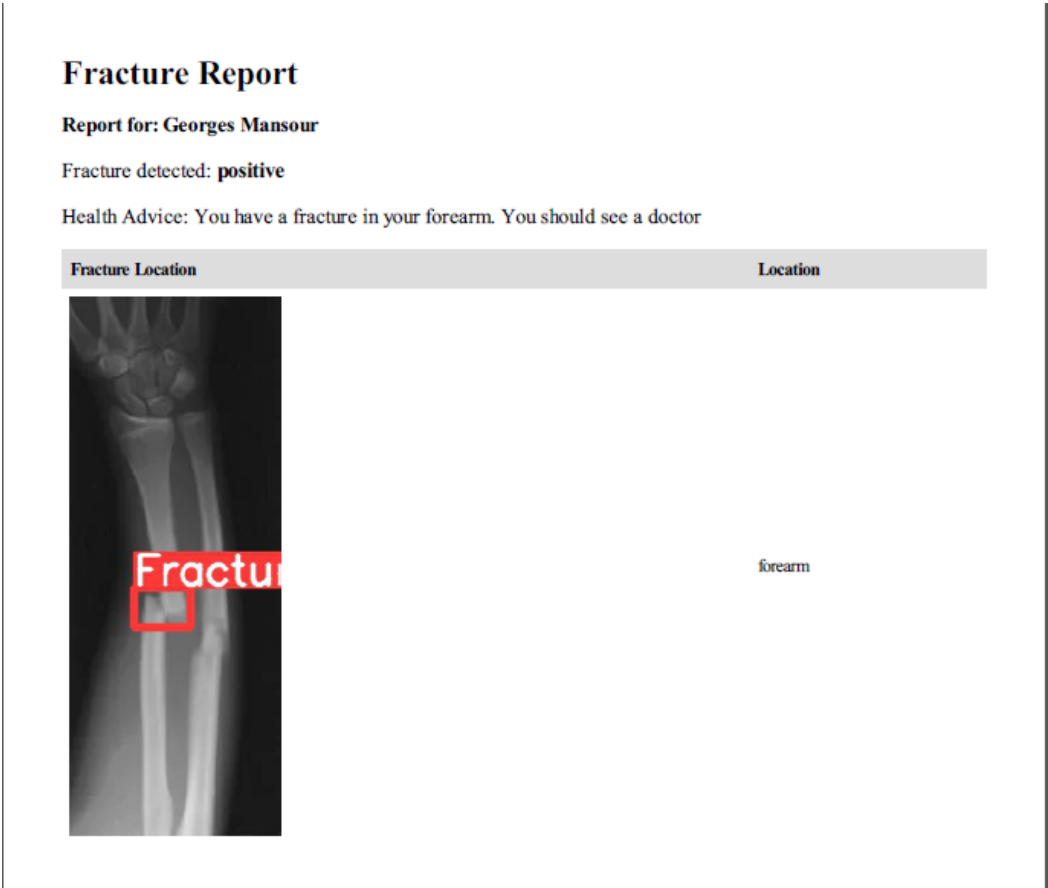 Fracture Report
Report for: Georges Mansour
Fracture detected: positive
Health Advice: You have a fracture in your forearm. You should see a doctor
Fracture Location Location
Fractu
forearm